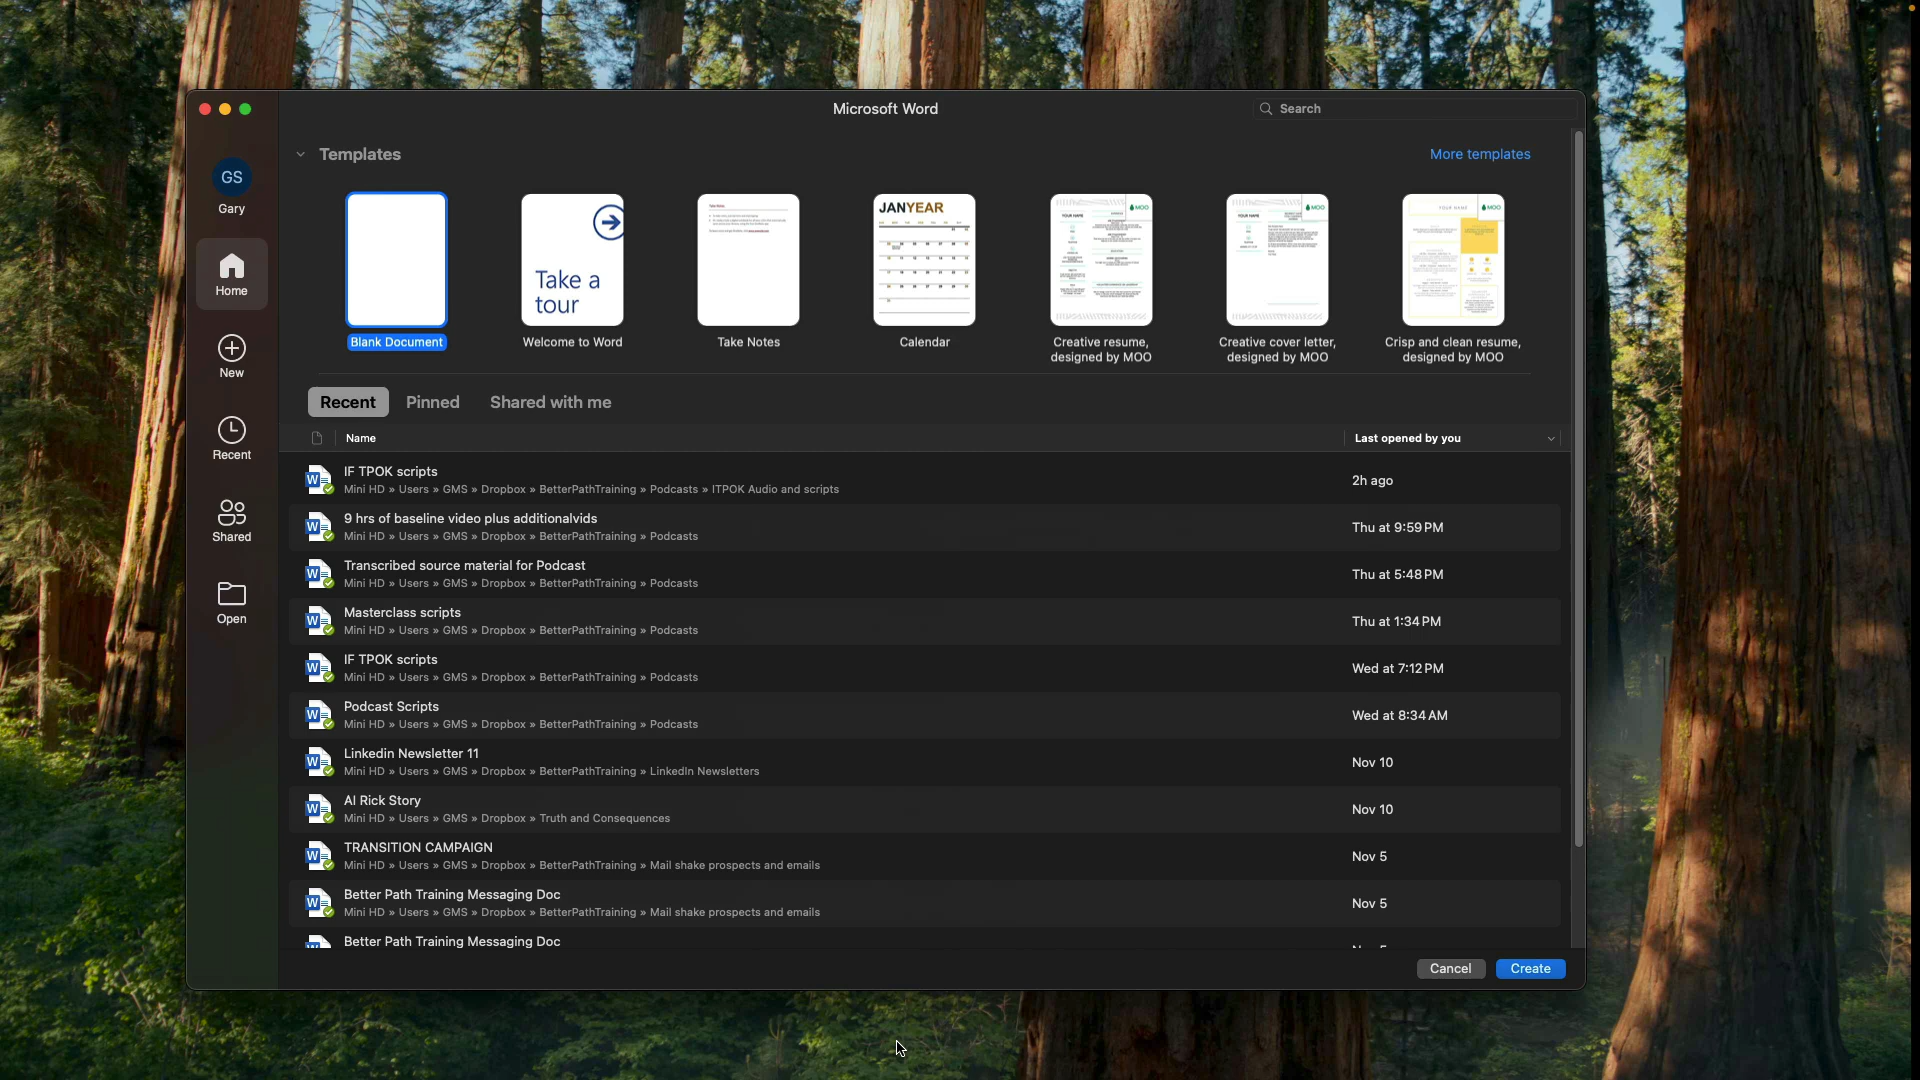 Microsoft Word
Search
GS
Gary
Home
New
Recent
Shared
Open
Templates
More templates
Take a
tour
JANYEAR
YOUR NAME
MOO
YOUR NAME
MOO
YOUR NAME
MOO
Blank Document
Welcome to Word
Take Notes
Calendar
Creative resume,
designed by MOO
Creative cover letter,
designed by MOO
Crisp and clean resume,
designed by MOO
Recent
Pinned
Shared with me
Name
Last opened by you
IF TPOK scripts
Mini HD » Users » GMS » Dropbox » BetterPathTraining » Podcasts » ITPOK Audio and scripts
2h ago
9 hrs of baseline video plus additionalvids
Mini HD » Users » GMS » Dropbox » BetterPathTraining » Podcasts
Thu at 9:59 PM
Transcribed source material for Podcast
Mini HD » Users » GMS » Dropbox » BetterPathTraining » Podcasts
Thu at 5:48 PM
Masterclass scripts
Mini HD » Users » GMS » Dropbox » BetterPathTraining » Podcasts
Thu at 1:34 PM
IF TPOK scripts
Mini HD » Users » GMS » Dropbox » BetterPathTraining » Podcasts
Wed at 7:12 PM
Podcast Scripts
Mini HD » Users » GMS » Dropbox » BetterPathTraining » Podcasts
Wed at 8:34 AM
Linkedin Newsletter 11
Mini HD » Users » GMS » Dropbox » BetterPathTraining » LinkedIn Newsletters
Nov 10
AI Rick Story
Mini HD » Users » GMS » Dropbox » Truth and Consequences
Nov 10
TRANSITION CAMPAIGN
Mini HD » Users » GMS » Dropbox » BetterPathTraining » Mail shake prospects and emails
Nov 5
Better Path Training Messaging Doc
Mini HD » Users » GMS » Dropbox » BetterPathTraining » Mail shake prospects and emails
Nov 5
Better Path Training Messaging Doc
Cancel
Create